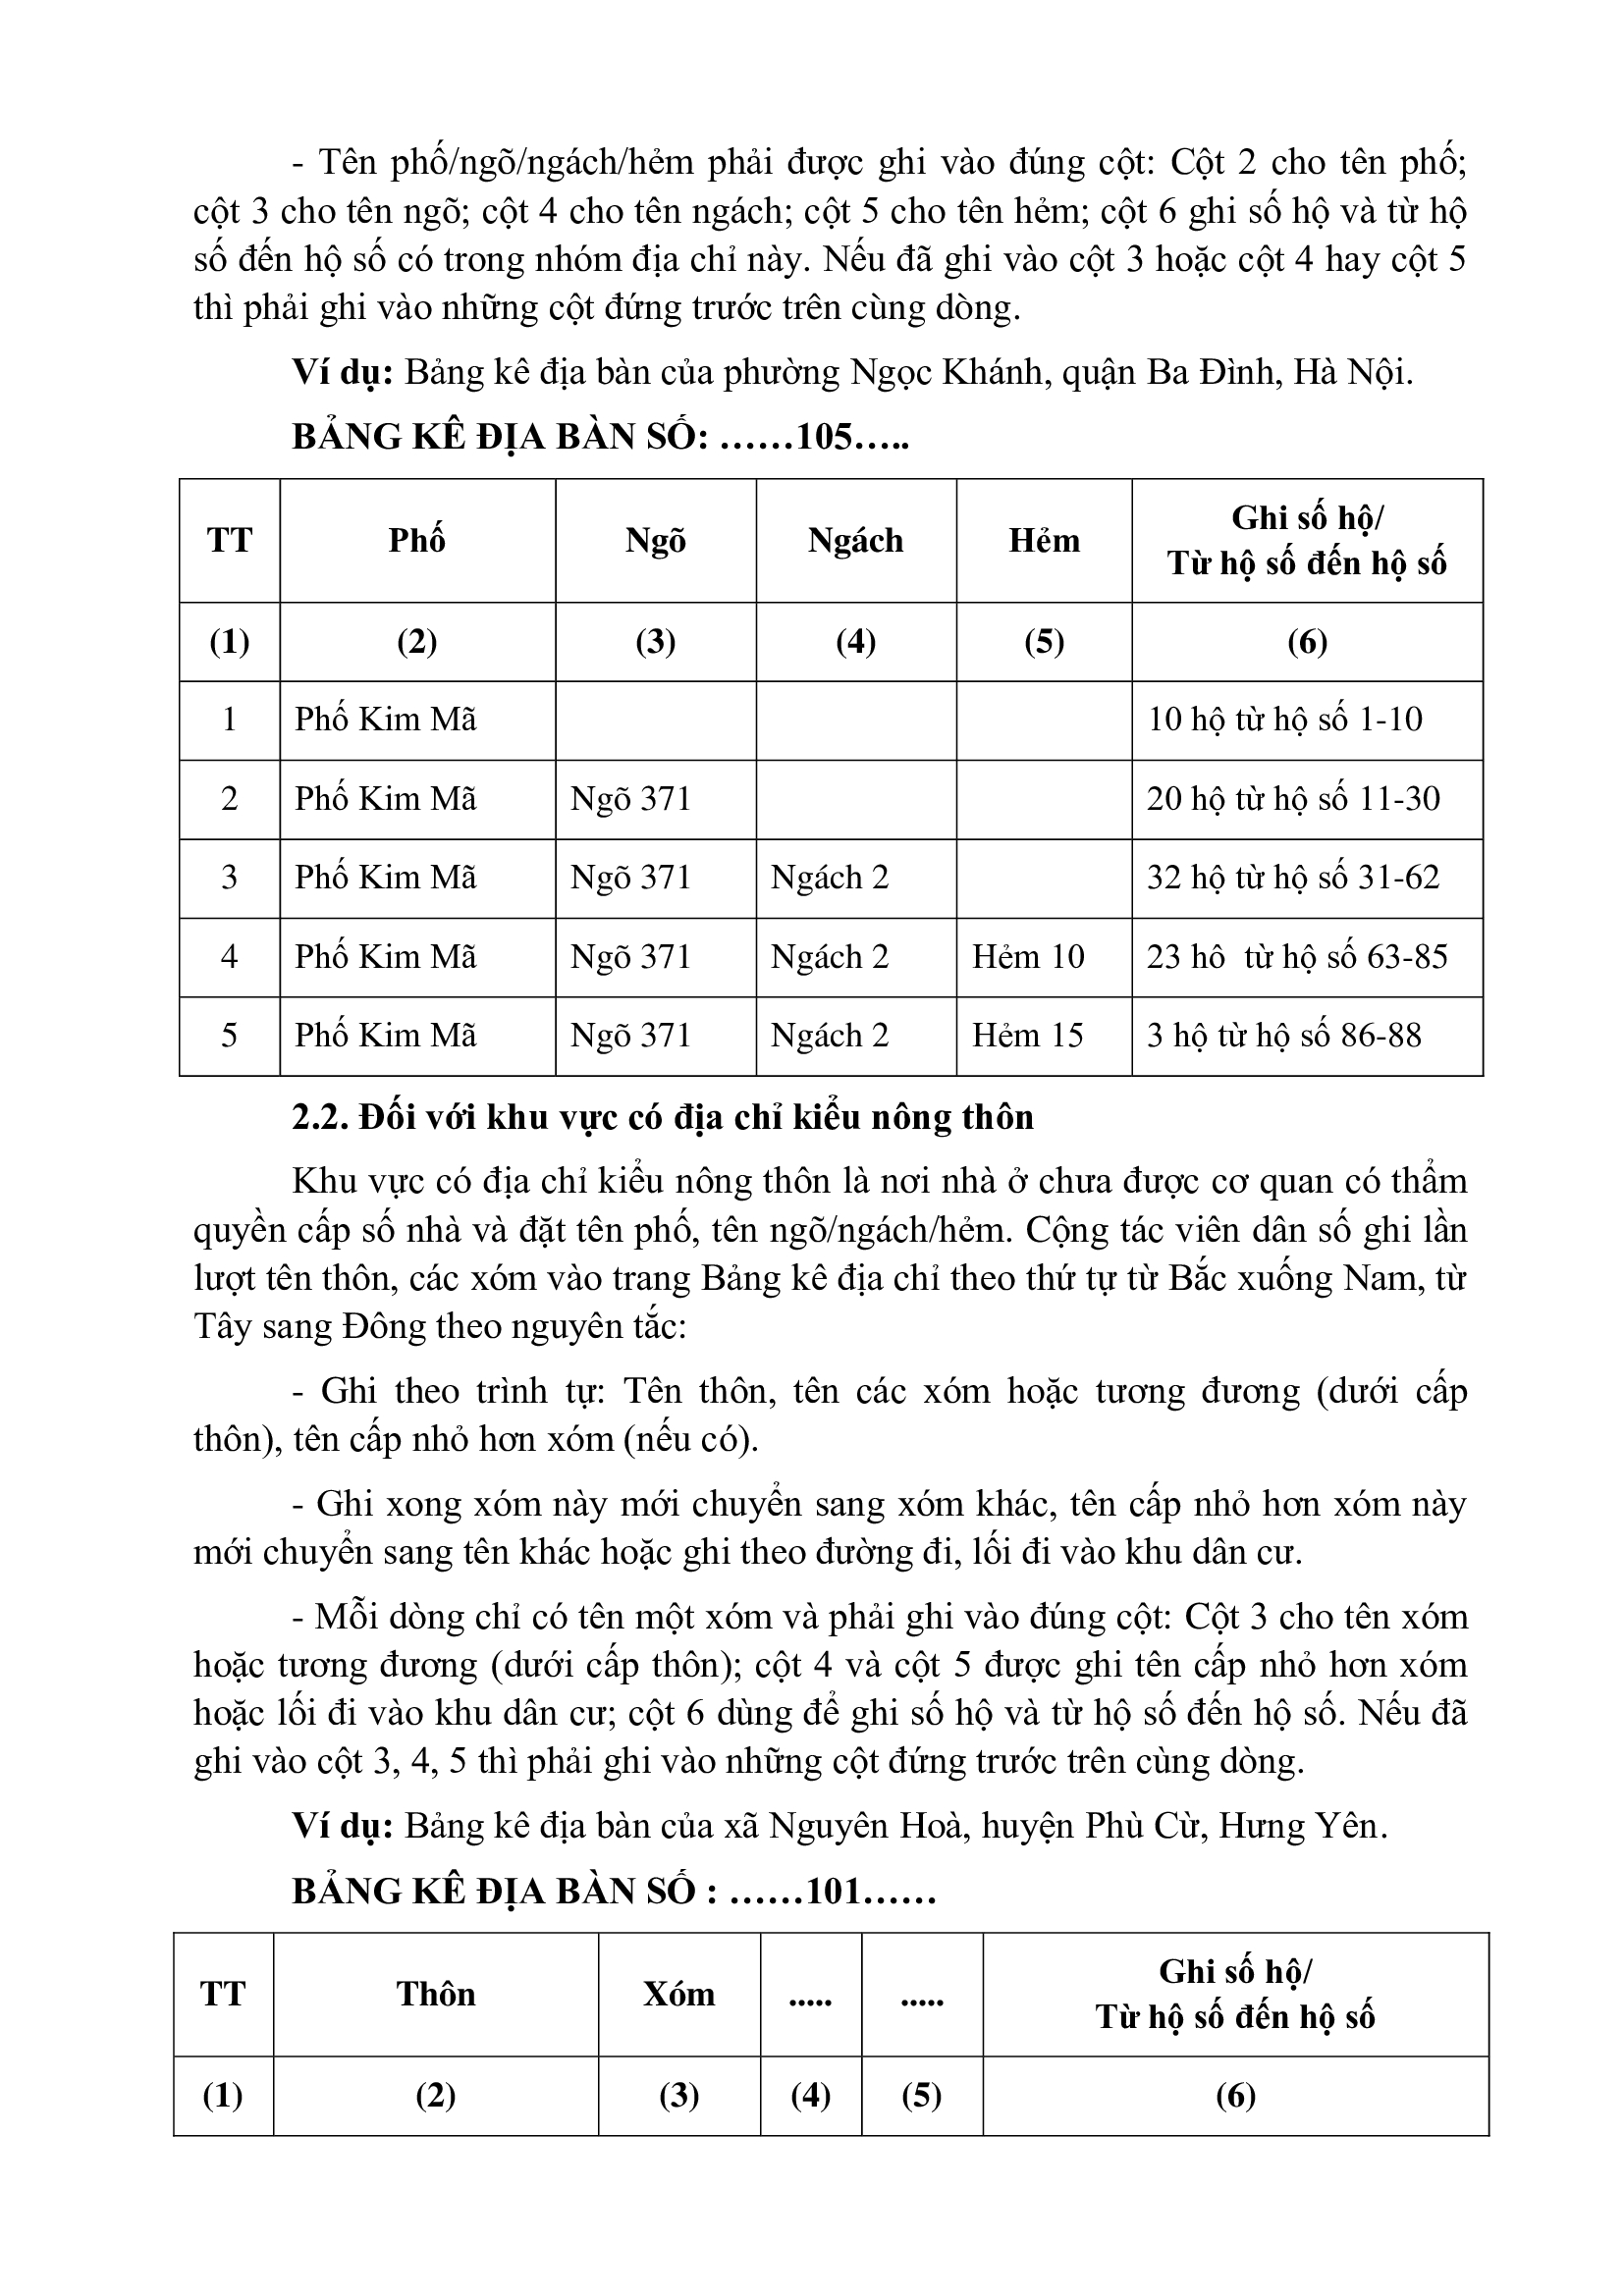 - Tên phố/ngõ/ngách/hẻm phải được ghi vào đúng cột: Cột 2 cho tên phố;
cột 3 cho tên ngõ; cột 4 cho tên ngách; cột 5 cho tên hẻm; cột 6 ghi số hộ và từ hộ
số đến hộ số có trong nhóm địa chỉ này. Nếu đã ghi vào cột 3 hoặc cột 4 hay cột 5
thì phải ghi vào những cột đứng trước trên cùng dòng.
Ví dụ: Bảng kê địa bàn của phường Ngọc Khánh, quận Ba Đình, Hà Nội.
BẢNG KÊ ĐỊA BÀN SỐ: ……105…..
TT Phố Ngõ Ngách Hẻm Ghi số hộ/
Từ hộ số đến hộ số
(1) (2) (3) (4) (5) (6)
1 Phố Kim Mã 10 hộ từ hộ số 1-10
2 Phố Kim Mã Ngõ 371 20 hộ từ hộ số 11-30
3 Phố Kim Mã Ngõ 371 Ngách 2 32 hộ từ hộ số 31-62
4 Phố Kim Mã Ngõ 371 Ngách 2 Hẻm 10 23 hô từ hộ số 63-85
5 Phố Kim Mã Ngõ 371 Ngách 2 Hẻm 15 3 hộ từ hộ số 86-88
2.2. Đối với khu vực có địa chỉ kiểu nông thôn
Khu vực có địa chỉ kiểu nông thôn là nơi nhà ở chưa được cơ quan có thẩm
quyền cấp số nhà và đặt tên phố, tên ngõ/ngách/hẻm. Cộng tác viên dân số ghi lần
lượt tên thôn, các xóm vào trang Bảng kê địa chỉ theo thứ tự từ Bắc xuống Nam, từ
Tây sang Đông theo nguyên tắc:
- Ghi theo trình tự: Tên thôn, tên các xóm hoặc tương đương (dưới cấp
thôn), tên cấp nhỏ hơn xóm (nếu có).
- Ghi xong xóm này mới chuyển sang xóm khác, tên cấp nhỏ hơn xóm này
mới chuyển sang tên khác hoặc ghi theo đường đi, lối đi vào khu dân cư.
- Mỗi dòng chỉ có tên một xóm và phải ghi vào đúng cột: Cột 3 cho tên xóm
hoặc tương đương (dưới cấp thôn); cột 4 và cột 5 được ghi tên cấp nhỏ hơn xóm
hoặc lối đi vào khu dân cư; cột 6 dùng để ghi số hộ và từ hộ số đến hộ số. Nếu đã
ghi vào cột 3, 4, 5 thì phải ghi vào những cột đứng trước trên cùng dòng.
Ví dụ: Bảng kê địa bàn của xã Nguyên Hoà, huyện Phù Cừ, Hưng Yên.
BẢNG KÊ ĐỊA BÀN SỐ : ……101……
TT Thôn Xóm ..... ..... Ghi số hộ/
Từ hộ số đến hộ số
(1) (2) (3) (4) (5) (6)